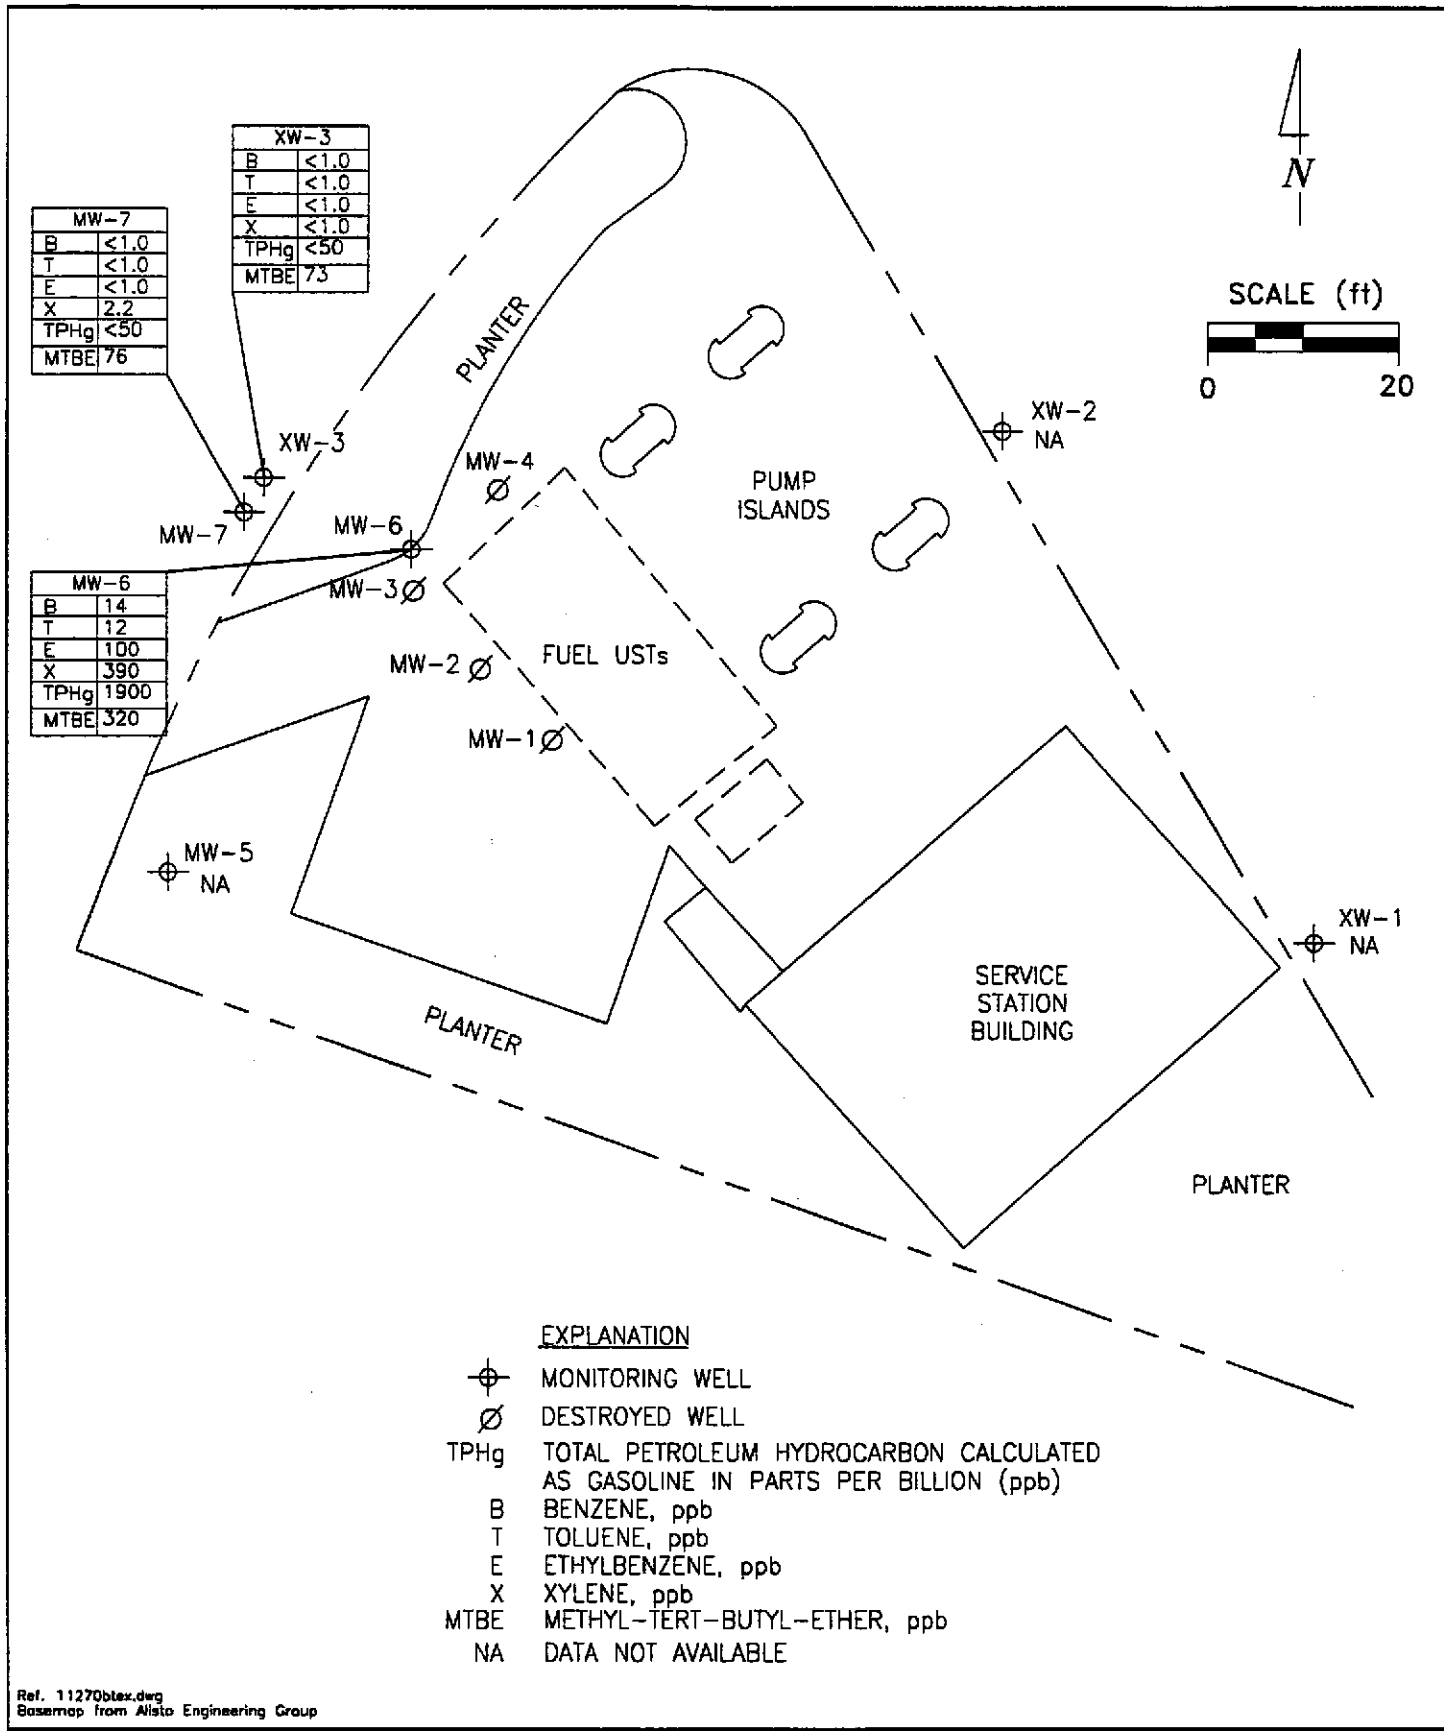 N
SCALE (ft)
0 20
XW-3
B <1.0
T <1.0
E <1.0
X <1.0
TPHg <50
MTBE 73
MW-7
B <1.0
T <1.0
E <1.0
X 2.2
TPHg <50
MTBE 76
PLANTER
XW-2
NA
XW-3
MW-4
PUMP
ISLANDS
MW-7
MW-6
MW-6
B 14
T 12
E 100
X 390
TPHg 1900
MTBE 320
MW-3
FUEL USTs
MW-2
MW-1
MW-5
NA
XW-1
NA
SERVICE
STATION
BUILDING
PLANTER
PLANTER
EXPLANATION
MONITORING WELL
DESTROYED WELL
TPHg TOTAL PETROLEUM HYDROCARBON CALCULATED
AS GASOLINE IN PARTS PER BILLION (ppb)
B BENZENE, ppb
T TOLUENE, ppb
E ETHYLBENZENE, ppb
X XYLENE, ppb
MTBE METHYL-TERT-BUTYL-ETHER, ppb
NA DATA NOT AVAILABLE
Ref. 11270btex.dwg
Basemap from Alisto Engineering Group